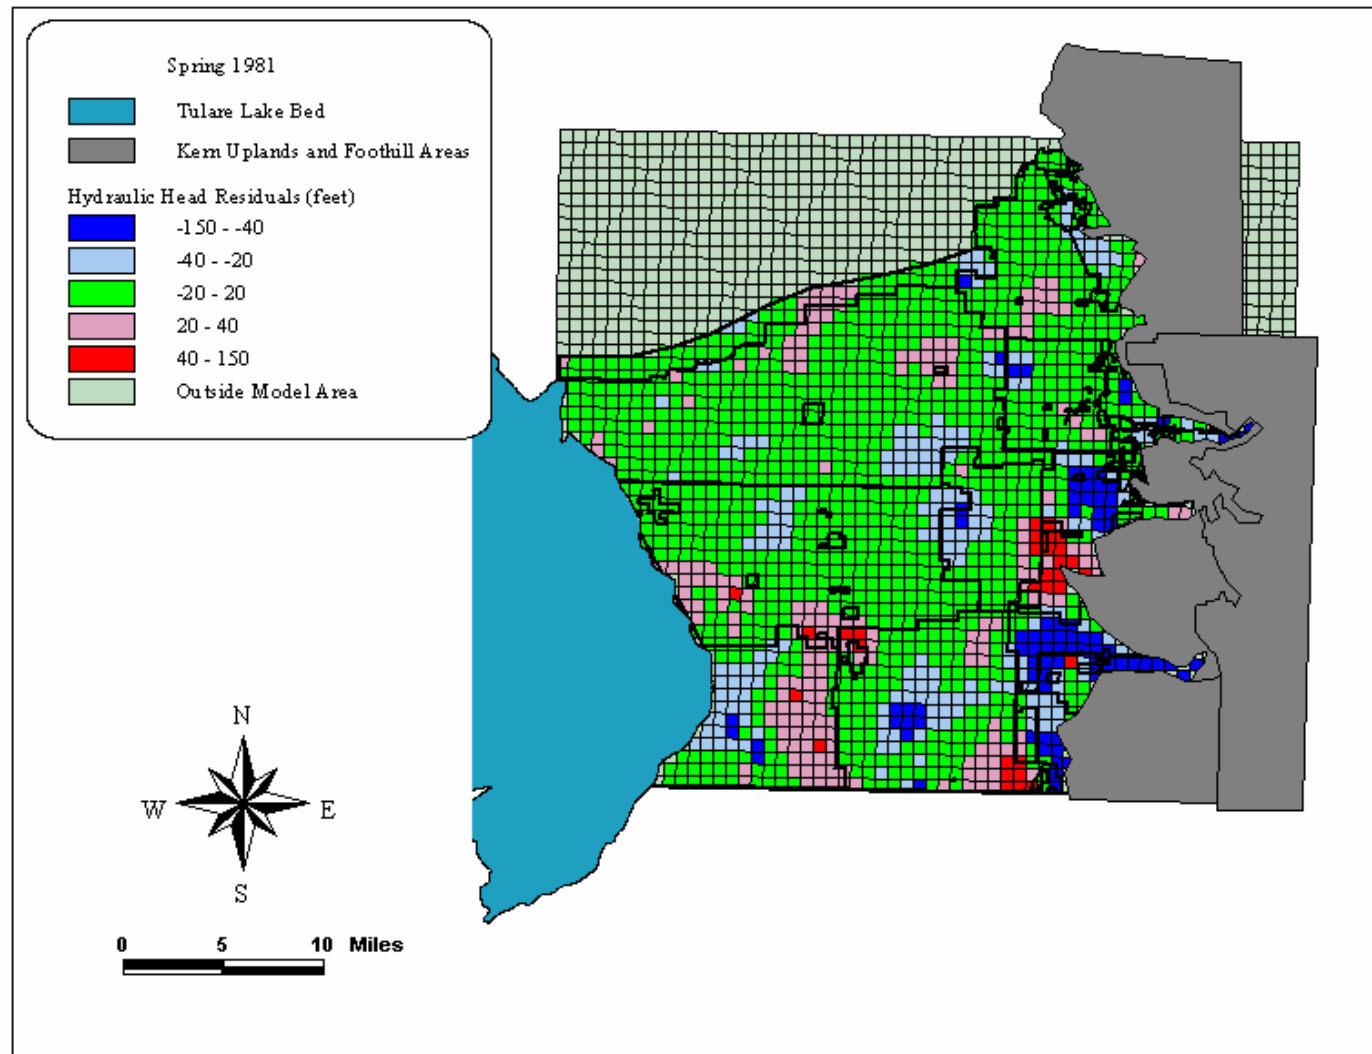 Spring 1981
Tulare Lake Bed
Kern Uplands and Foothill Areas
Hydraulic Head Residuals (feet)
-150 - -40
-40 - -20
-20 - 20
20 - 40
40 - 150
Outside Model Area
N
W E
S
0 5 10 Miles